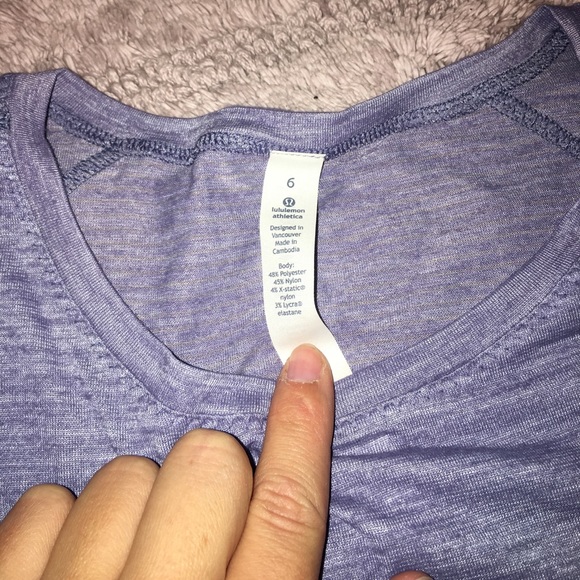 6
lululemon
athletica
Designed in
Vancouver
Made in
Cambodia
Body:
48% Polyester
45% Nylon
4% X-static®
nylon
3% Lycra®
elastane